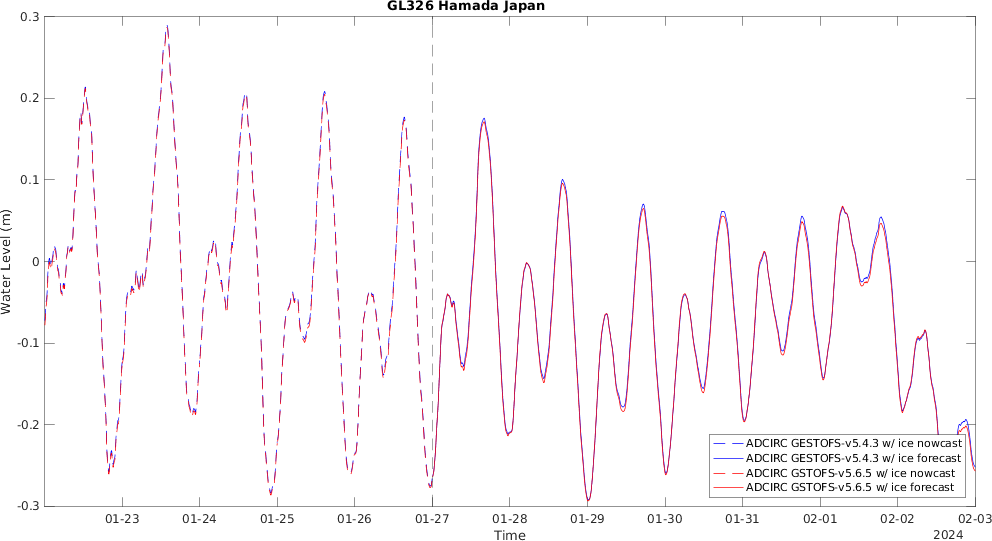 GL326 Hamada Japan
0.3
0.2
0.1
0
-0.1
-0.2
-0.3
Water Level (m)
ADCIRC GESTOFS-v5.4.3 w/ ice nowcast
ADCIRC GESTOFS-v5.4.3 w/ ice forecast
ADCIRC GSTOFS-v5.6.5 w/ ice nowcast
ADCIRC GSTOFS-v5.6.5 w/ ice forecast
01-23 01-24 01-25 01-26 01-27 01-28 01-29 01-30 01-31 02-01 02-02 02-03
Time
2024